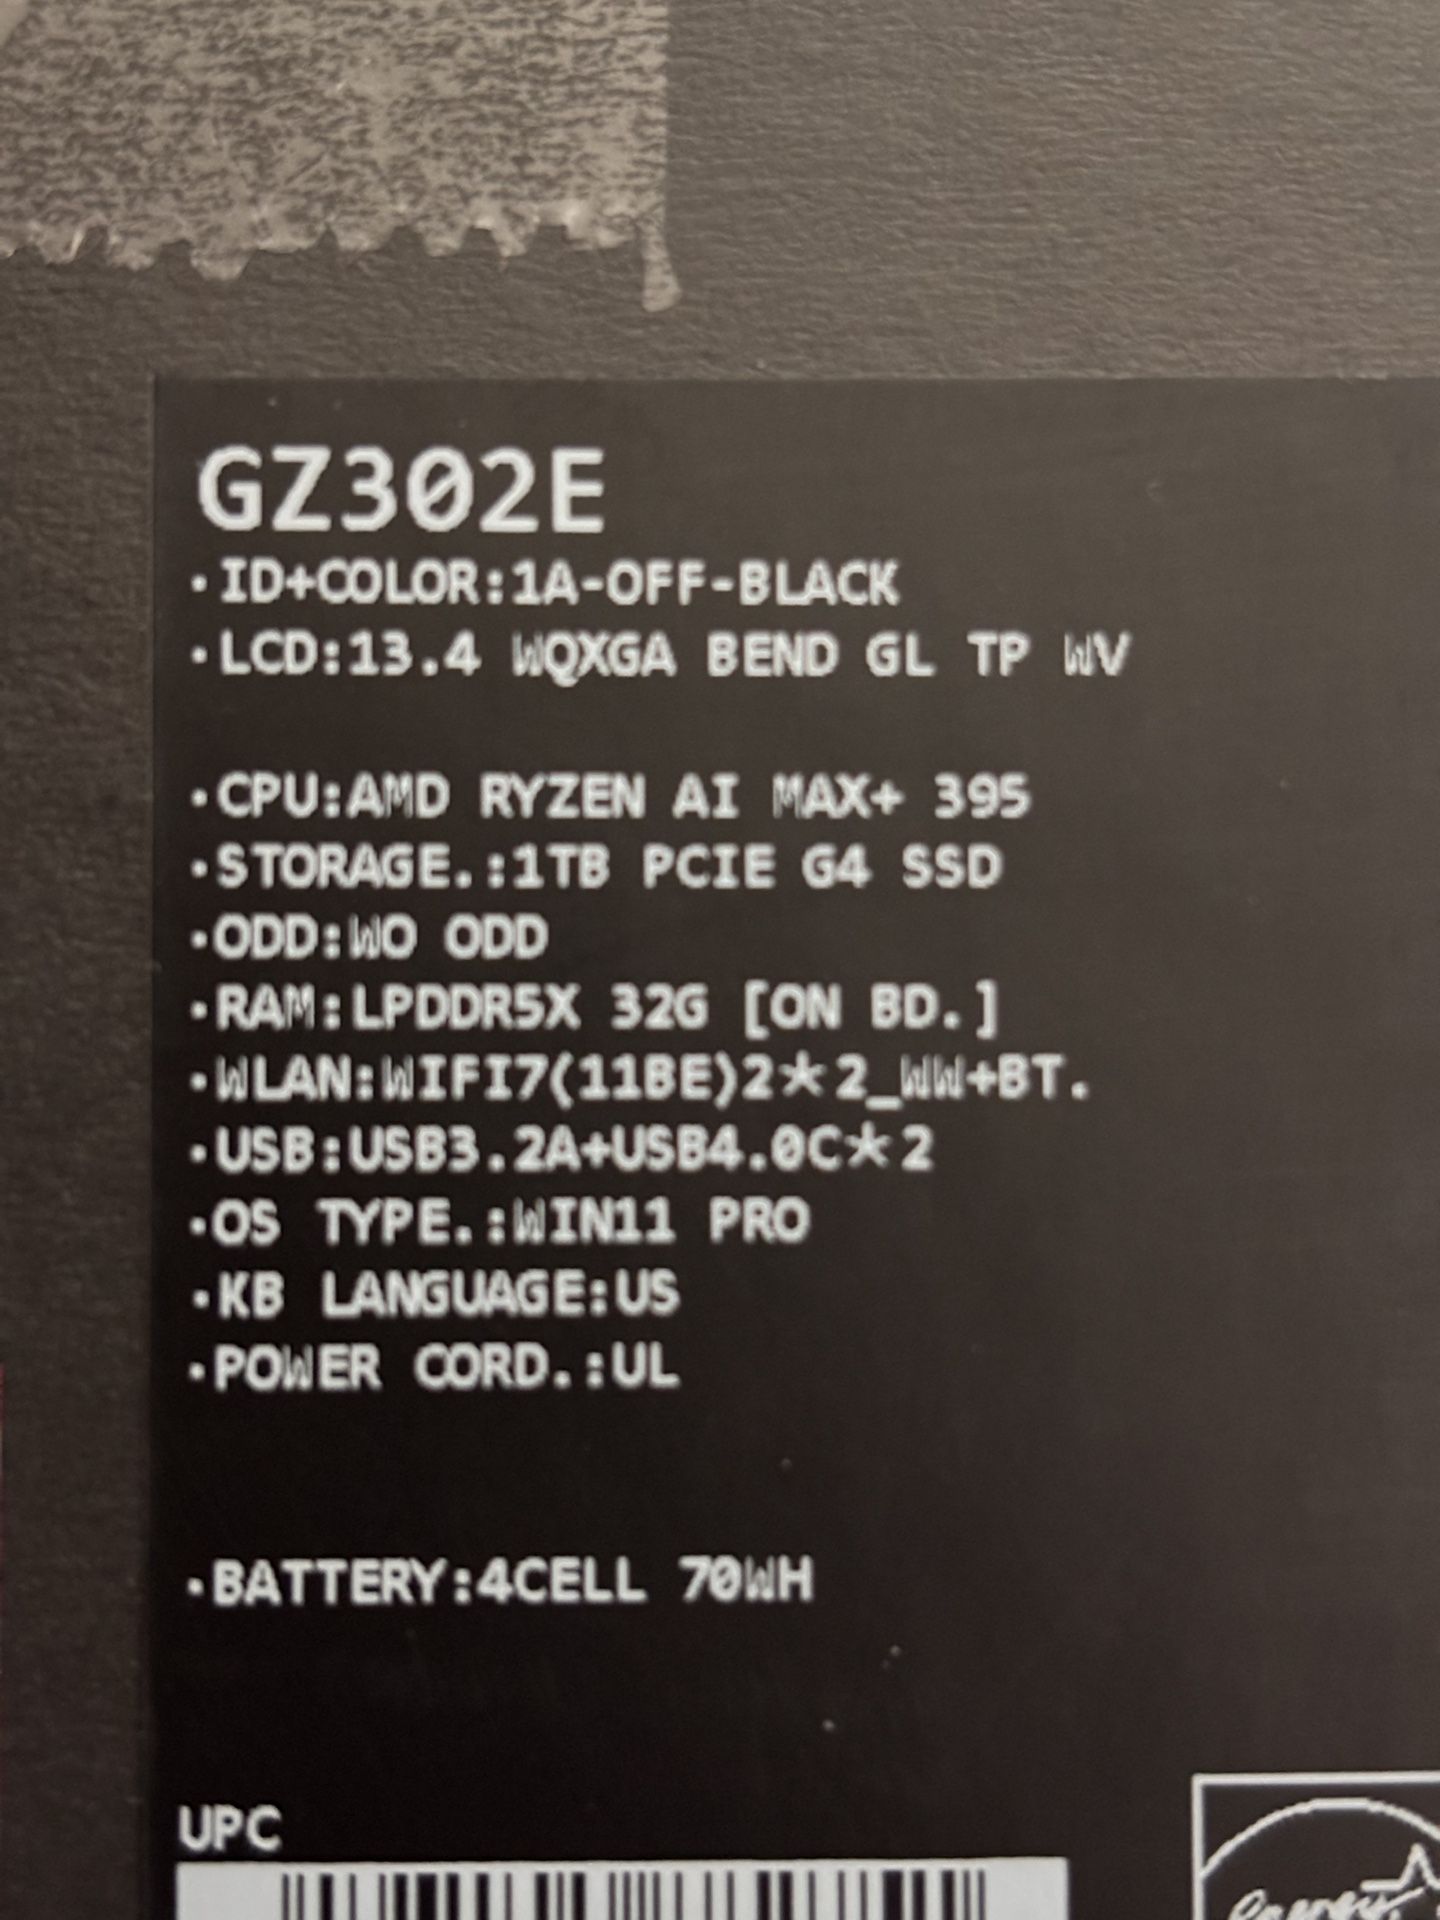 GZ302E
·ID+COLOR:1A-OFF-BLACK
·LCD:13.4 WQXGA BEND GL TP WV
·CPU:AMD RYZEN AI MAX+ 395
·STORAGE.:1TB PCIE G4 SSD
·ODD:WO ODD
·RAM:LPDDR5X 32G [ON BD.]
·WLAN:WIFI7(11BE)2*2_WW+BT.
·USB:USB3.2A+USB4.0C*2
·OS TYPE.:WIN11 PRO
·KB LANGUAGE:US
·POWER CORD.:UL
·BATTERY:4CELL 70WH
UPC
energy